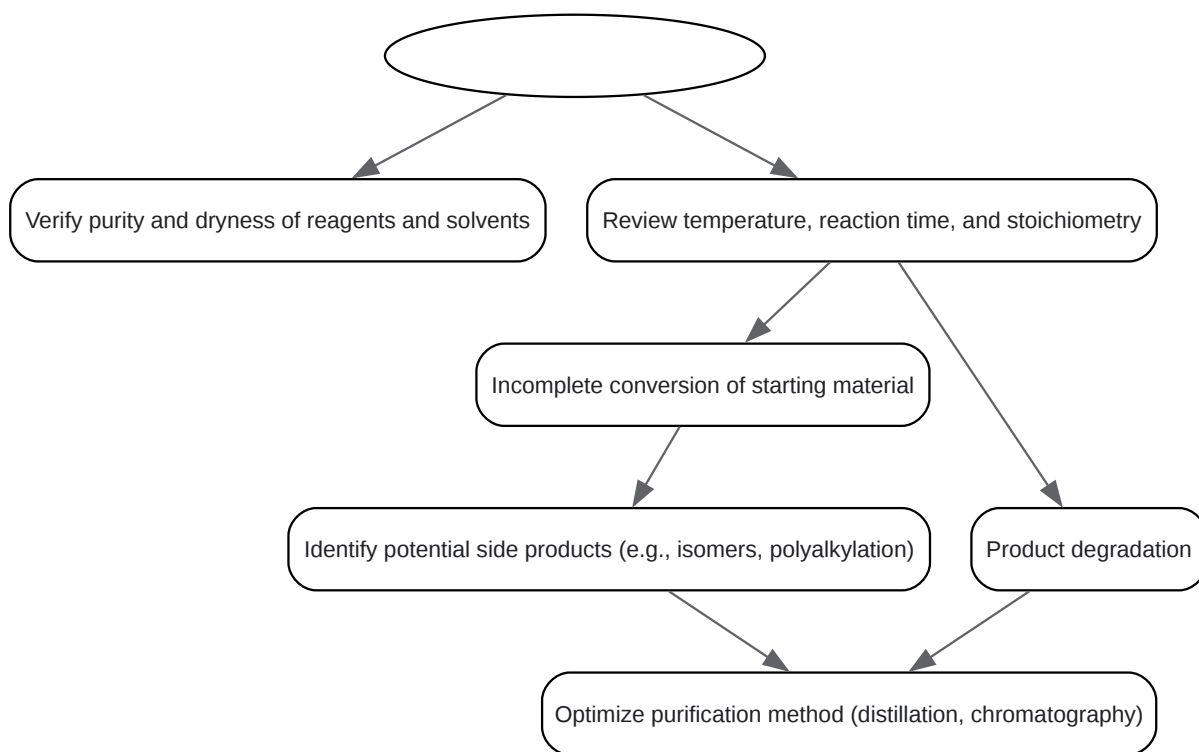 Verify purity and dryness of reagents and solvents
Review temperature, reaction time, and stoichiometry
Incomplete conversion of starting material
Identify potential side products (e.g., isomers, polyalkylation)
Product degradation
Optimize purification method (distillation, chromatography)